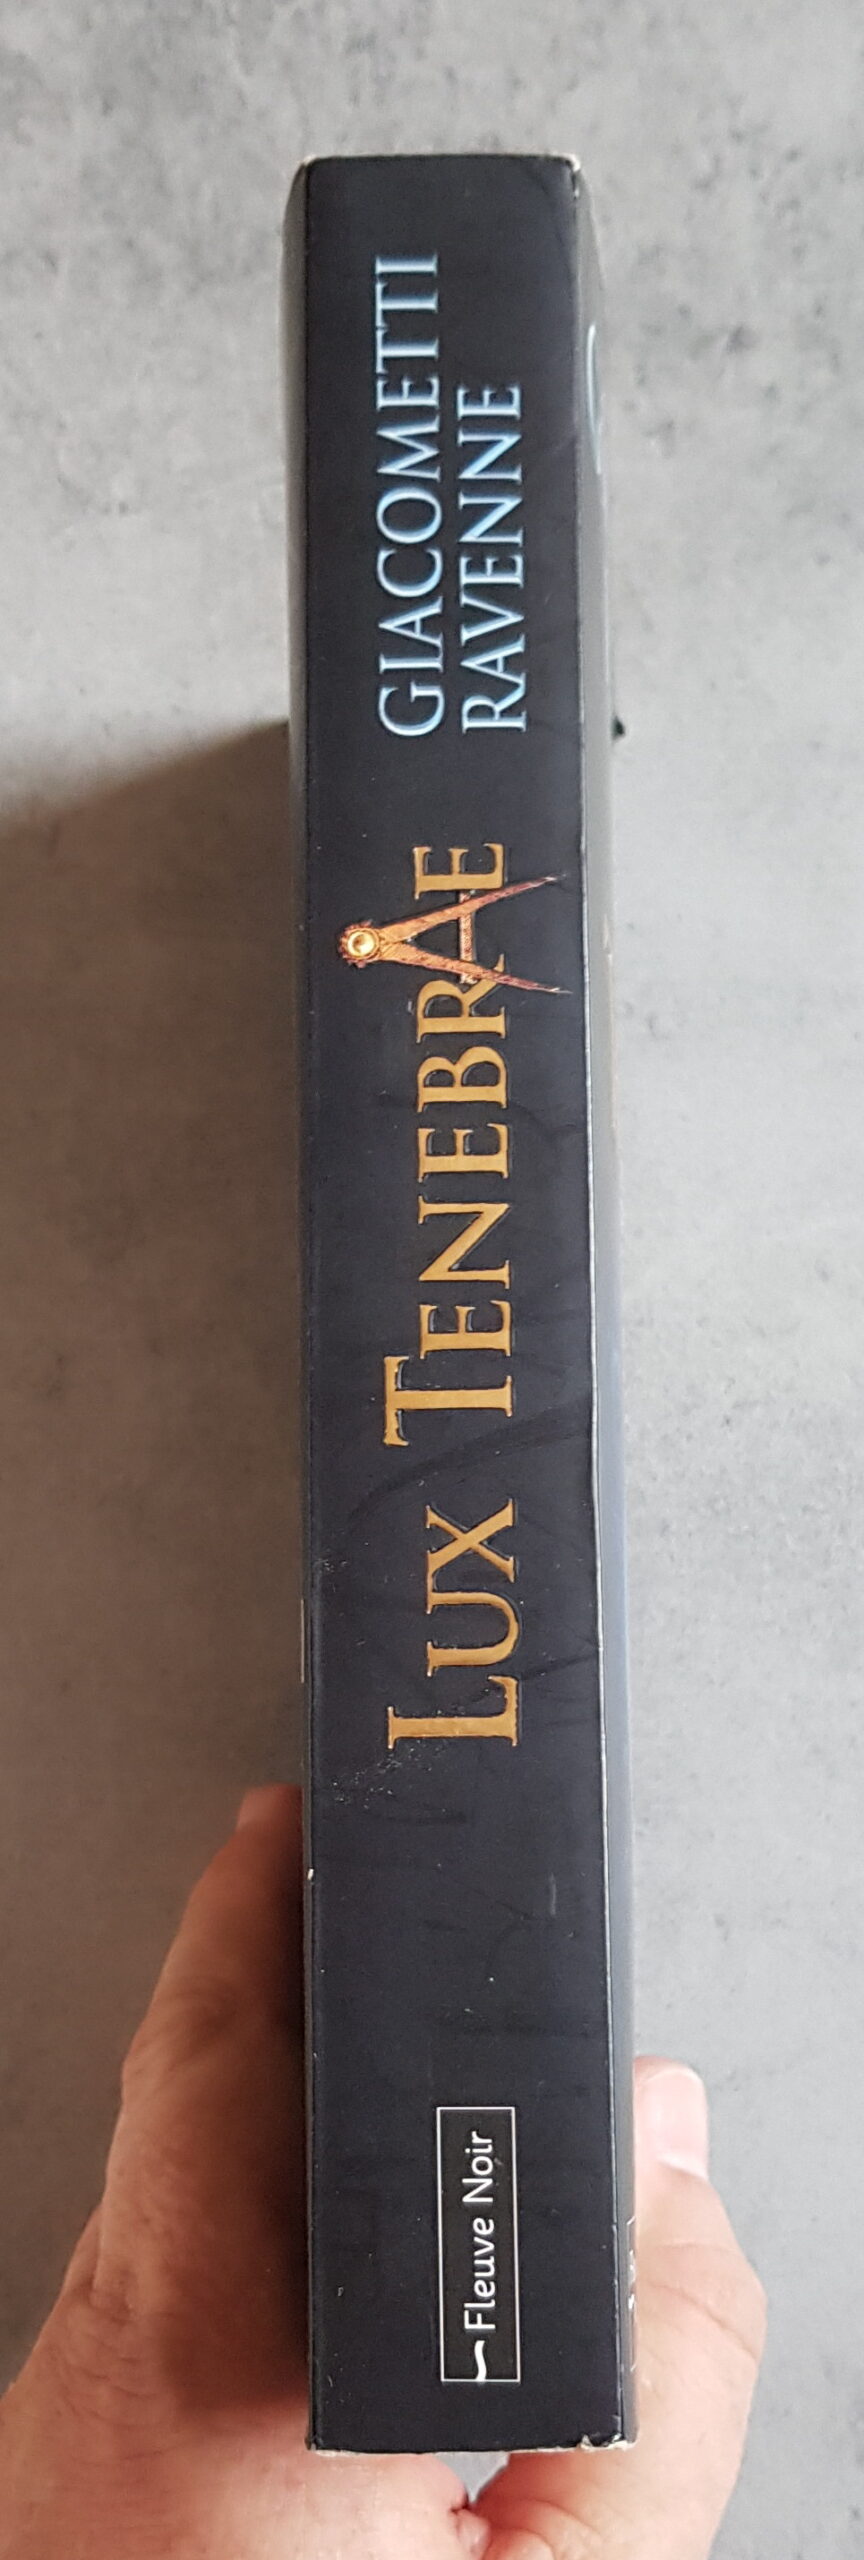 GIACOMETTI
RAVENNE
LUX TENEBRAE
Fleuve Noir